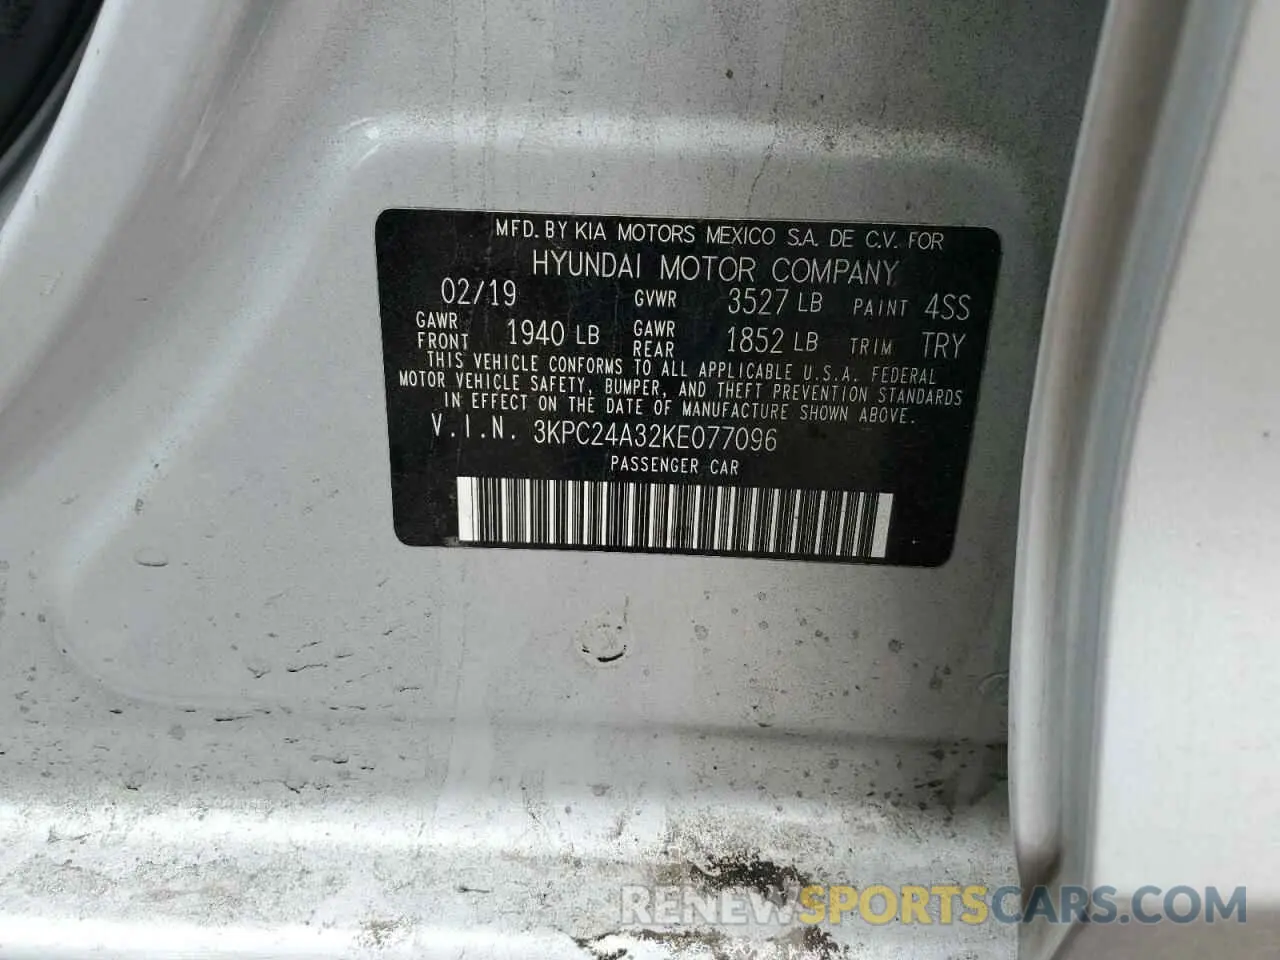 MFD. BY KIA MOTORS MEXICO S.A. DE C.V. FOR
HYUNDAI MOTOR COMPANY
02/19 GVWR 3527 LB PAINT 4SS
GAWR FRONT 1940 LB GAWR REAR 1852 LB TRIM TRY
THIS VEHICLE CONFORMS TO ALL APPLICABLE U.S.A. FEDERAL
MOTOR VEHICLE SAFETY, BUMPER, AND THEFT PREVENTION STANDARDS
IN EFFECT ON THE DATE OF MANUFACTURE SHOWN ABOVE.
V.I.N. 3KPC24A32KE077096
PASSENGER CAR
RENEWSPORTSCARS.COM